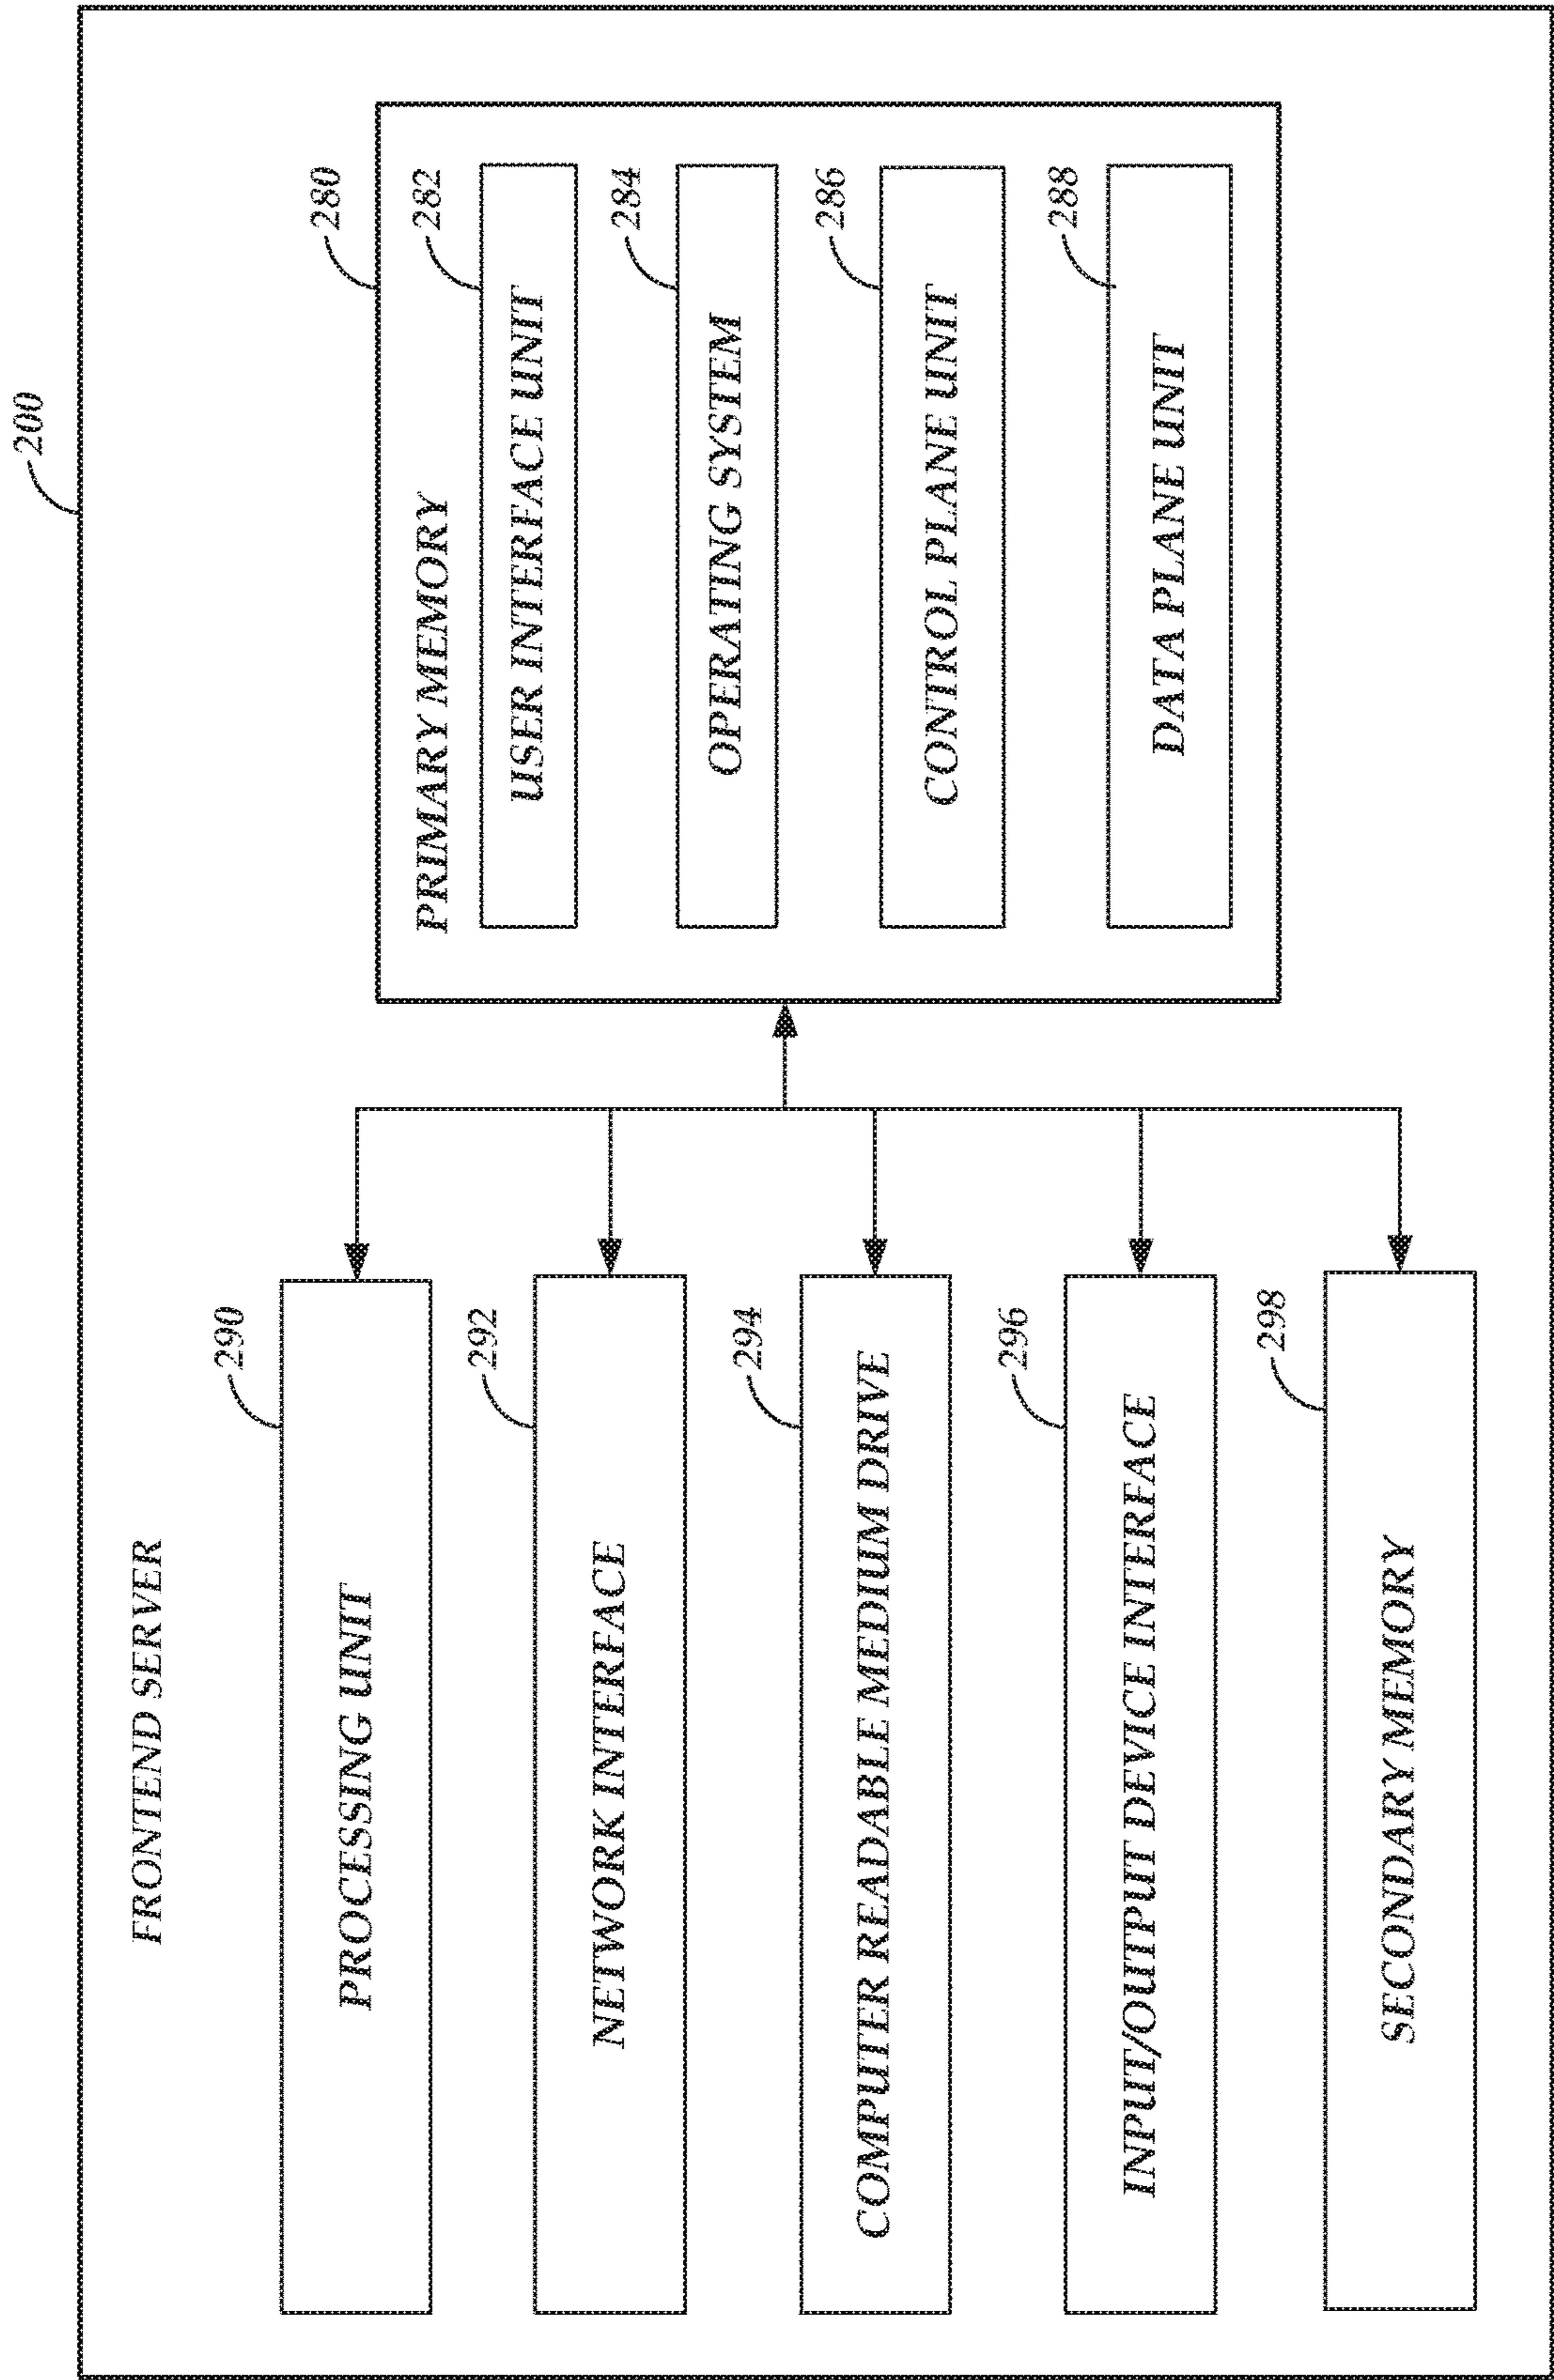 200
FRONTEND SERVER
290
PROCESSING UNIT
292
NETWORK INTERFACE
294
COMPUTER READABLE MEDIUM DRIVE
296
INPUT/OUTPUT DEVICE INTERFACE
298
SECONDARY MEMORY
280
PRIMARY MEMORY
282
USER INTERFACE UNIT
284
OPERATING SYSTEM
286
CONTROL PLANE UNIT
288
DATA PLANE UNIT